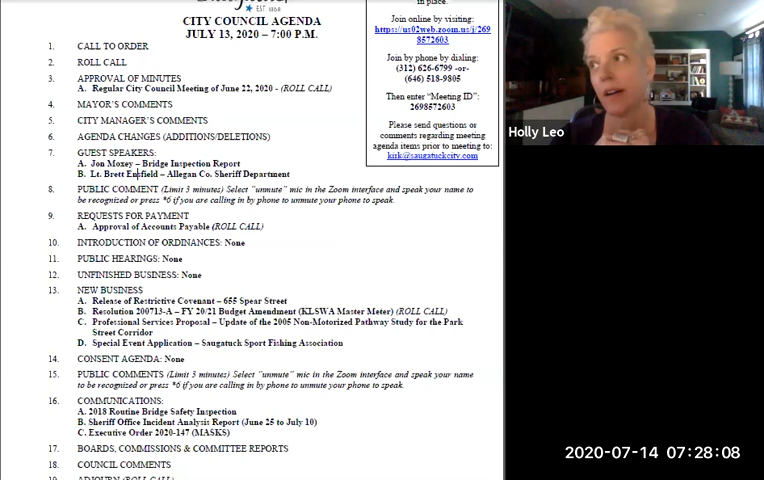 EST. 1868
CITY COUNCIL AGENDA
JULY 13, 2020 – 7:00 P.M.
1. CALL TO ORDER
2. ROLL CALL
3. APPROVAL OF MINUTES
A. Regular City Council Meeting of June 22, 2020 - (ROLL CALL)
4. MAYOR'S COMMENTS
5. CITY MANAGER'S COMMENTS
6. AGENDA CHANGES (ADDITIONS/DELETIONS)
7. GUEST SPEAKERS:
A. Jon Moxey – Bridge Inspection Report
B. Lt. Brett Ensfield – Allegan Co. Sheriff Department
8. PUBLIC COMMENT (Limit 3 minutes) Select "unmute" mic in the Zoom interface and speak your name to
be recognized or press *6 if you are calling in by phone to unmute your phone to speak.
9. REQUESTS FOR PAYMENT
A. Approval of Accounts Payable (ROLL CALL)
10. INTRODUCTION OF ORDINANCES: None
11. PUBLIC HEARINGS: None
12. UNFINISHED BUSINESS: None
13. NEW BUSINESS
A. Release of Restrictive Covenant – 655 Spear Street
B. Resolution 200713-A – FY 20/21 Budget Amendment (KLSWA Master Meter) (ROLL CALL)
C. Professional Services Proposal – Update of the 2005 Non-Motorized Pathway Study for the Park
Street Corridor
D. Special Event Application – Saugatuck Sport Fishing Association
14. CONSENT AGENDA: None
15. PUBLIC COMMENTS (Limit 3 minutes) Select "unmute" mic in the Zoom interface and speak your name
to be recognized or press *6 if you are calling in by phone to unmute your phone to speak.
16. COMMUNICATIONS:
A. 2018 Routine Bridge Safety Inspection
B. Sheriff Office Incident Analysis Report (June 25 to July 10)
C. Executive Order 2020-147 (MASKS)
17. BOARDS, COMMISSIONS & COMMITTEE REPORTS
18. COUNCIL COMMENTS
19. ADJOURN (ROLL CALL)
in place.
Join online by visiting:
https://us02web.zoom.us/j/269
8572603
Join by phone by dialing:
(312) 626-6799 -or-
(646) 518-9805
Then enter "Meeting ID":
2698572603
Please send questions or
comments regarding meeting
agenda items prior to meeting to:
kirk@saugatuckcity.com
Holly Leo
2020-07-14 07:28:08